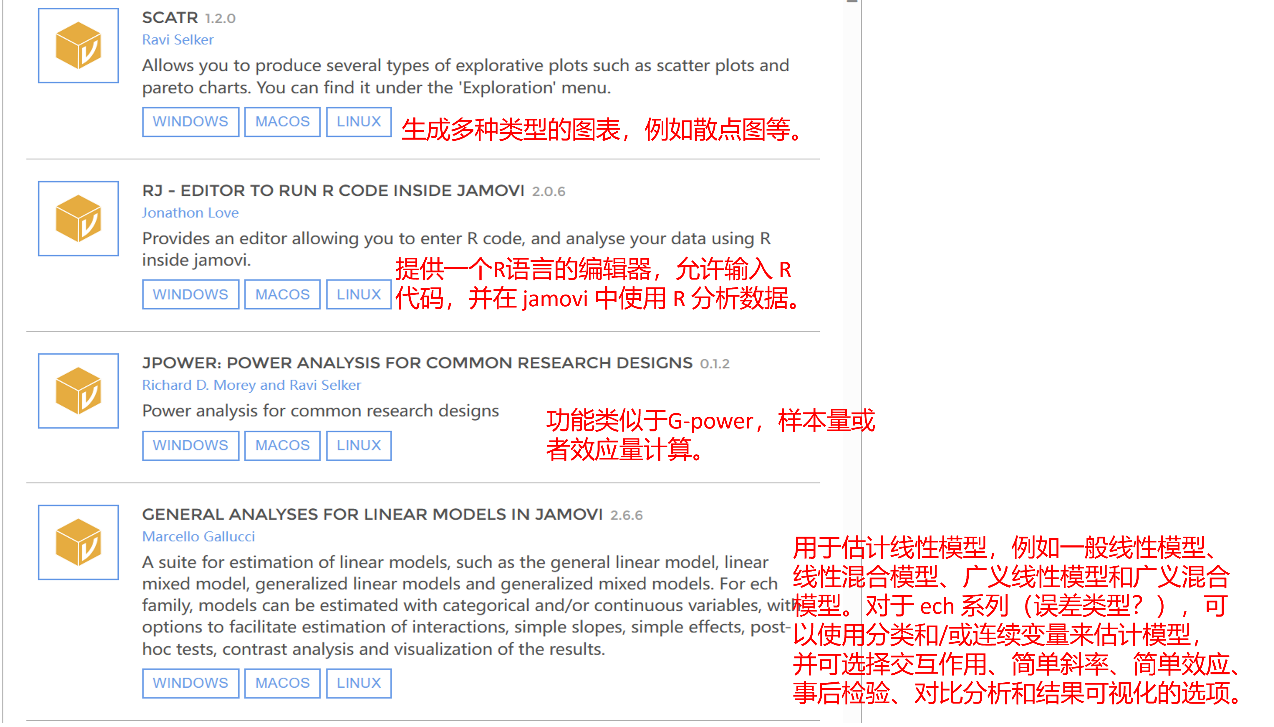 SCATR 1.2.0
Ravi Selker
Allows you to produce several types of explorative plots such as scatter plots and
pareto charts. You can find it under the 'Exploration' menu.
WINDOWS MACOS LINUX
生成多种类型的图表，例如散点图等。
RJ - EDITOR TO RUN R CODE INSIDE JAMOVI 2.0.6
Jonathon Love
Provides an editor allowing you to enter R code, and analyse your data using R
inside jamovi.
WINDOWS MACOS LINUX
提供一个R语言的编辑器，允许输入 R
代码，并在 jamovi 中使用 R 分析数据。
JPOWER: POWER ANALYSIS FOR COMMON RESEARCH DESIGNS 0.1.2
Richard D. Morey and Ravi Selker
Power analysis for common research designs
WINDOWS MACOS LINUX
功能类似于G-power，样本量或
者效应量计算。
GENERAL ANALYSES FOR LINEAR MODELS IN JAMOVI 2.6.6
Marcello Gallucci
A suite for estimation of linear models, such as the general linear model, linear
mixed model, generalized linear models and generalized mixed models. For ech
family, models can be estimated with categorical and/or continuous variables, with
options to facilitate estimation of interactions, simple slopes, simple effects, post-
hoc tests, contrast analysis and visualization of the results.
WINDOWS MACOS LINUX
用于估计线性模型，例如一般线性模型、
线性混合模型、广义线性模型和广义混合
模型。对于 ech 系列（误差类型？），可
以使用分类和/或连续变量来估计模型，
并可选择交互作用、简单斜率、简单效应、
事后检验、对比分析和结果可视化的选项。